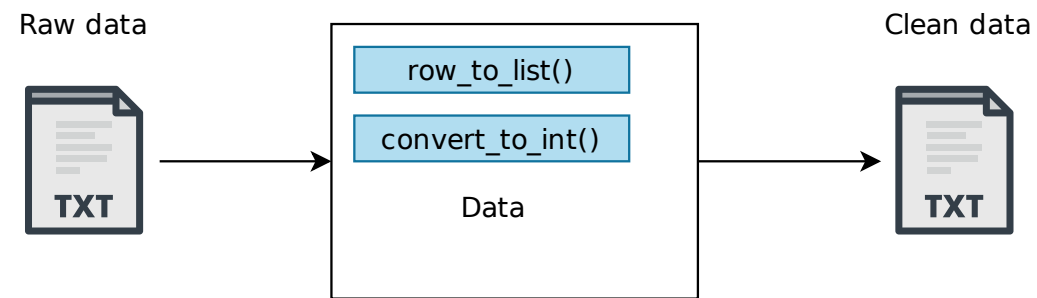 Raw data
Clean data
row_to_list()
convert_to_int()
TXT
Data
TXT